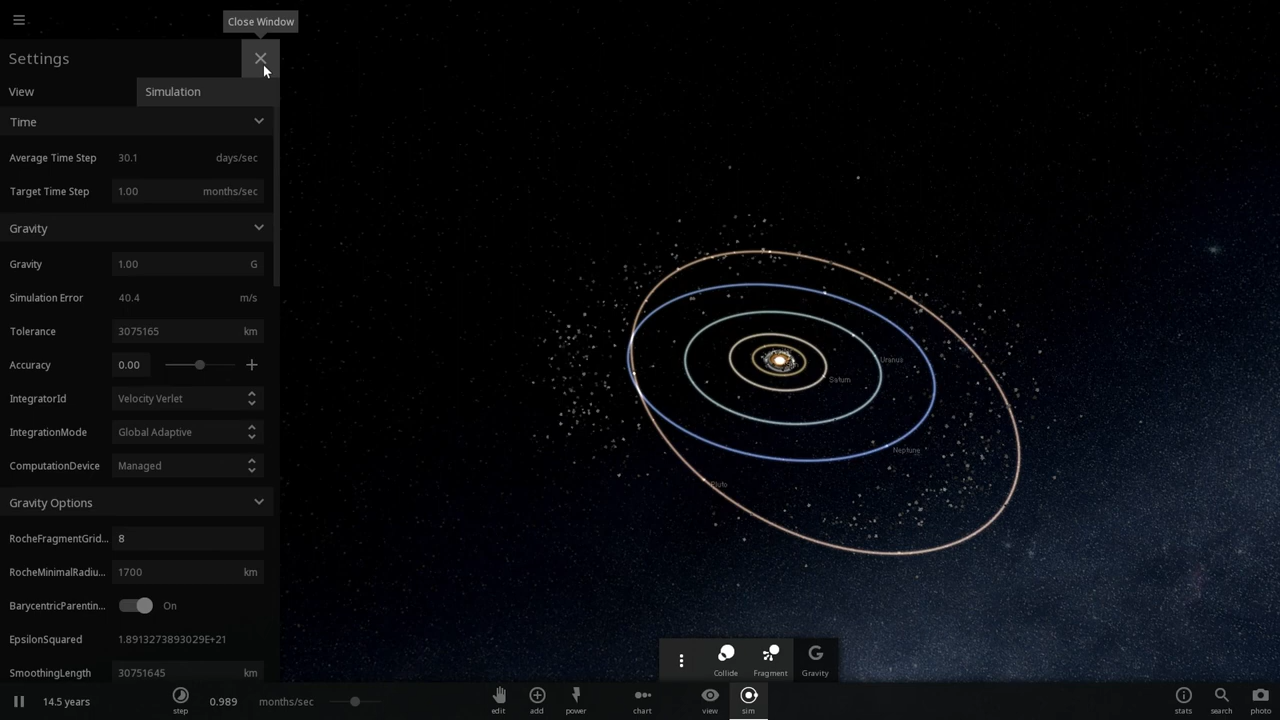 Close Window
Settings
View Simulation
Time
Average Time Step 30.1 days/sec
Target Time Step 1.00 months/sec
Gravity
Gravity 1.00 G
Simulation Error 40.4 m/s
Tolerance 3075165 km
Accuracy 0.00
IntegratorId Velocity Verlet
IntegrationMode Global Adaptive
ComputationDevice Managed
Gravity Options
RocheFragmentGrid... 8
RocheMinimalRadiu... 1700 km
BarycentricParentin... On
EpsilonSquared 1.8913273893029E+21
SmoothingLength 30751645 km
Uranus
Saturn
Neptune
Pluto
Collide Fragment Gravity
14.5 years step 0.989 months/sec edit add power chart view sim stats search photo